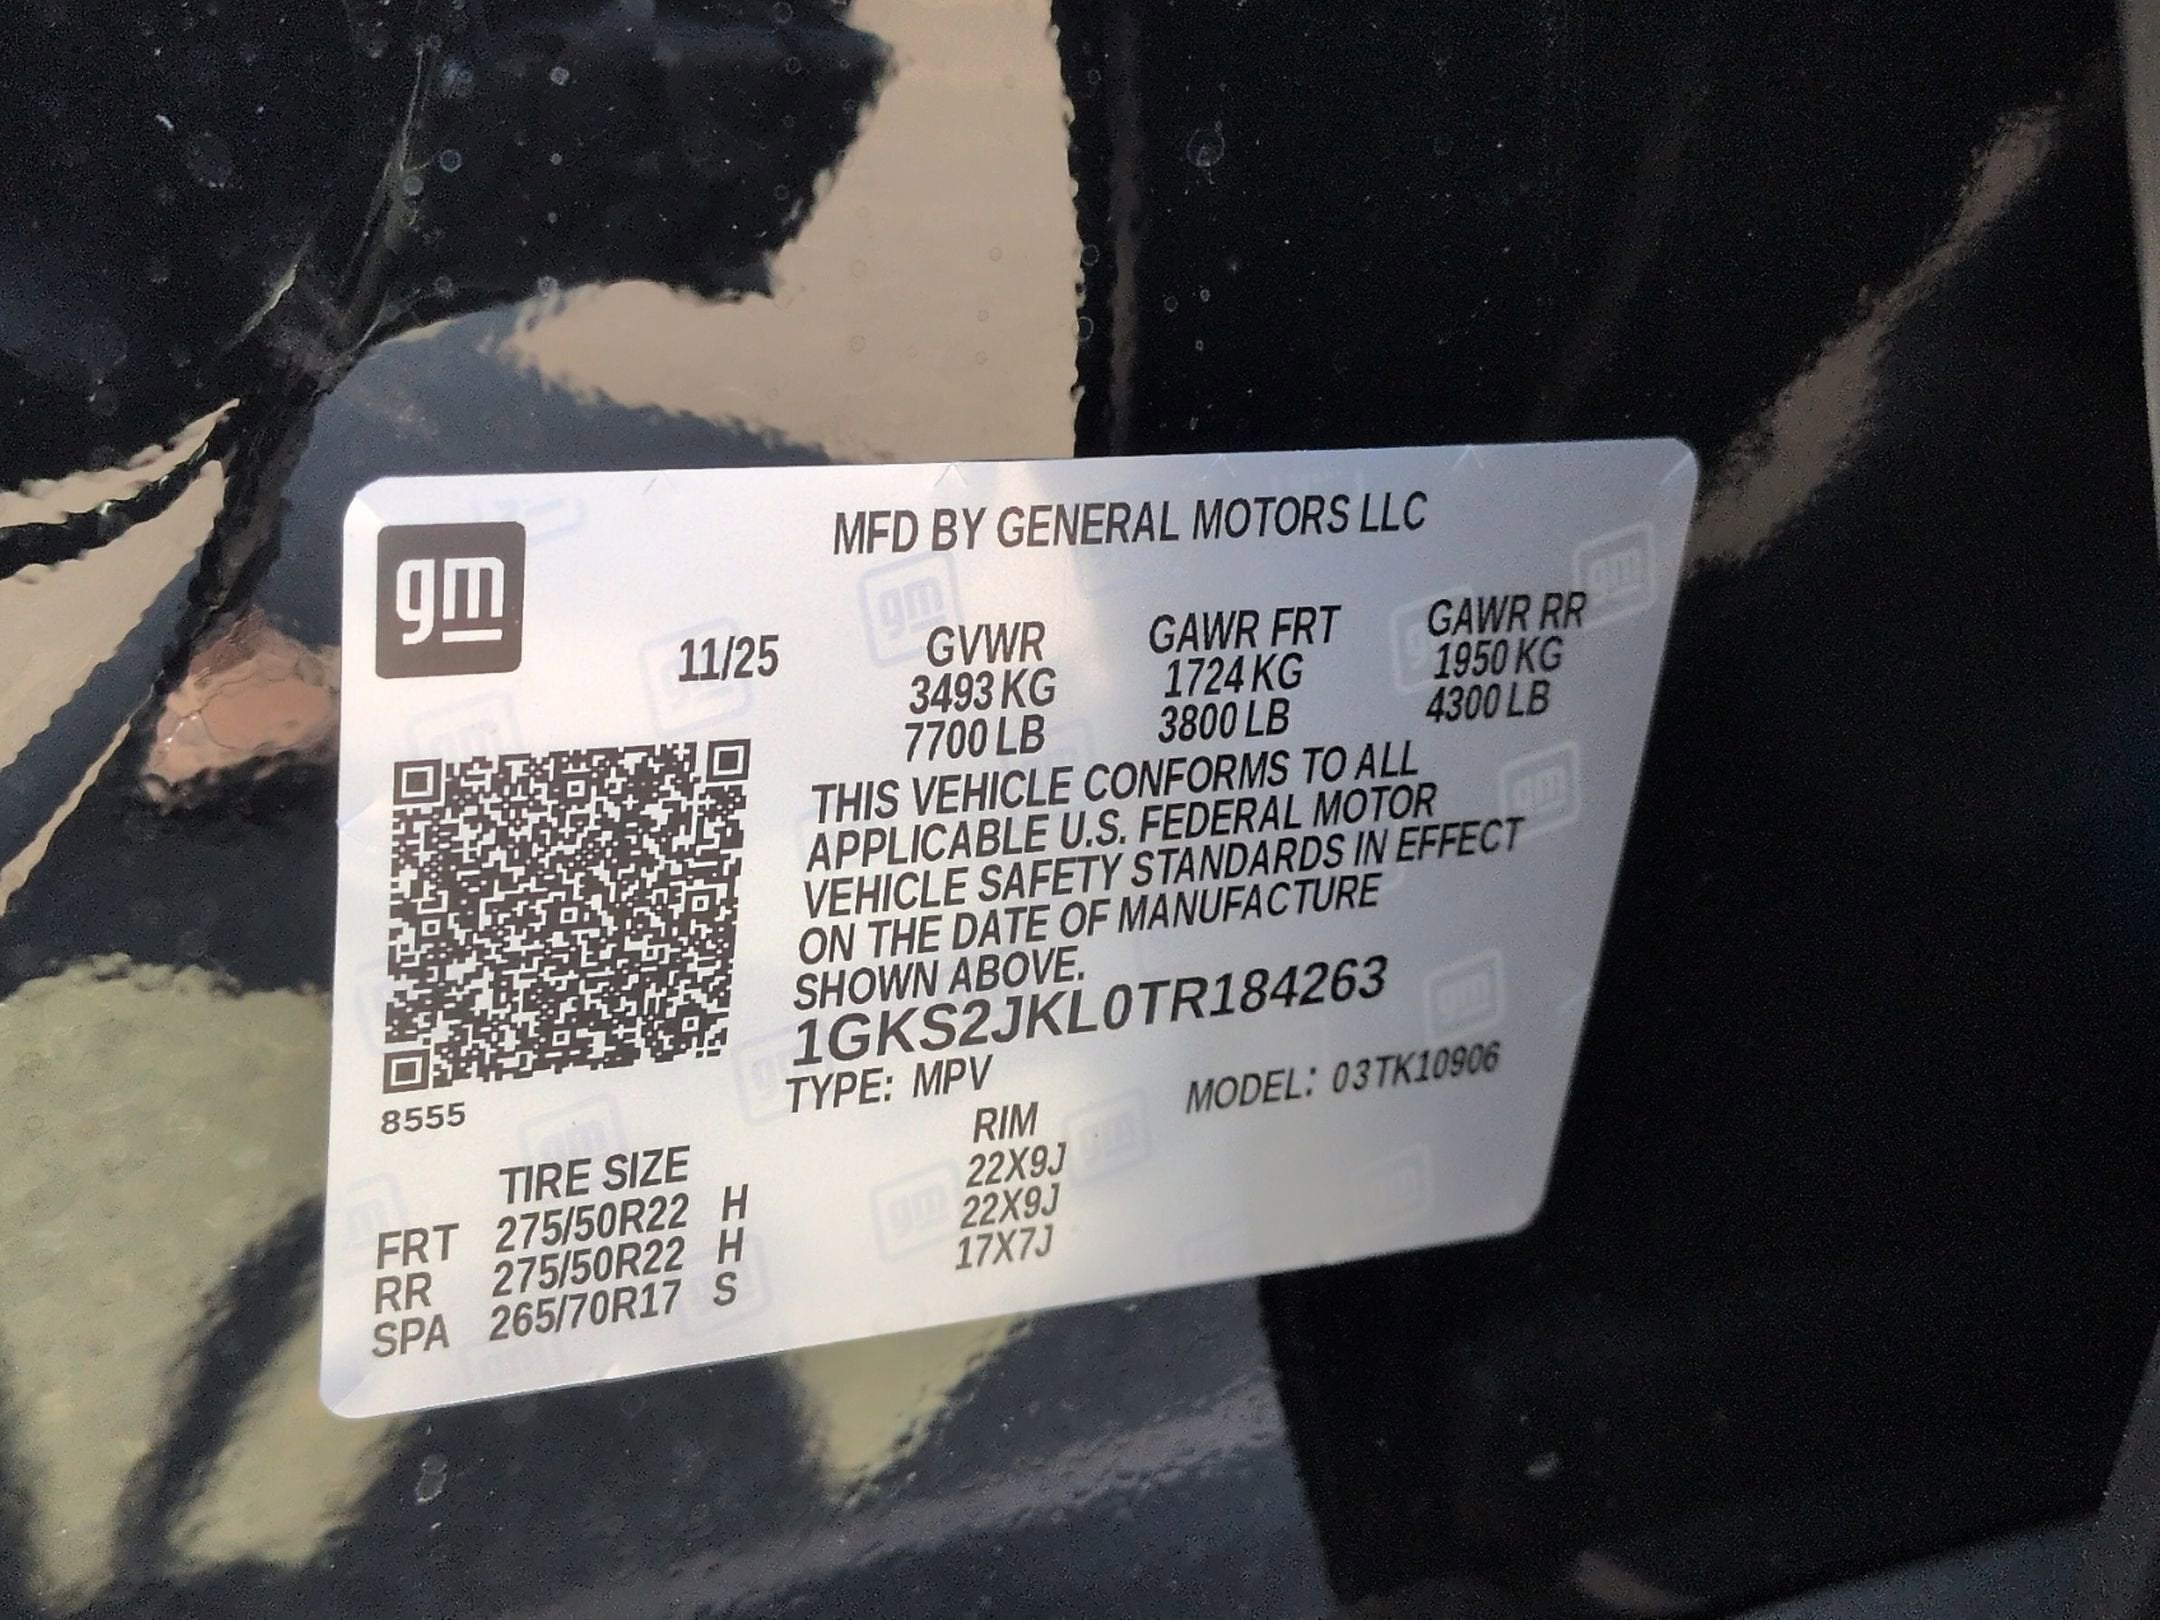 gm
MFD BY GENERAL MOTORS LLC
11/25 GVWR GAWR FRT GAWR RR
3493 KG 1724 KG 1950 KG
7700 LB 3800 LB 4300 LB
THIS VEHICLE CONFORMS TO ALL
APPLICABLE U.S. FEDERAL MOTOR
VEHICLE SAFETY STANDARDS IN EFFECT
ON THE DATE OF MANUFACTURE
SHOWN ABOVE.
1GKS2JKL0TR184263
TYPE: MPV MODEL: 03TK10906
8555
TIRE SIZE RIM
FRT 275/50R22 H 22X9J
RR 275/50R22 H 22X9J
SPA 265/70R17 S 17X7J